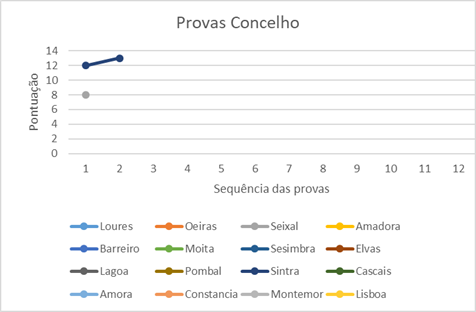 Provas Concelho
14
12
10
8
6
4
2
0
Pontuação
1 2 3 4 5 6 7 8 9 10 11 12
Sequência das provas
Loures Oeiras Seixal Amadora
Barreiro Moita Sesimbra Elvas
Lagoa Pombal Sintra Cascais
Amora Constancia Montemor Lisboa